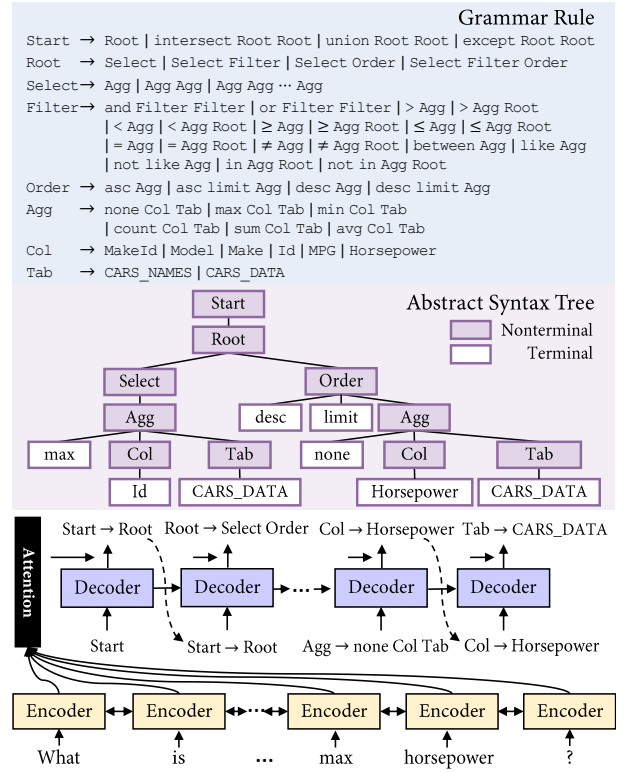 Grammar Rule
Start → Root | intersect Root Root | union Root Root | except Root Root
Root → Select | Select Filter | Select Order | Select Filter Order
Select → Agg | Agg Agg | Agg Agg ⋯ Agg
Filter → and Filter Filter | or Filter Filter | > Agg | > Agg Root
| < Agg | < Agg Root | ≥ Agg | ≥ Agg Root | ≤ Agg | ≤ Agg Root
| = Agg | = Agg Root | ≠ Agg | ≠ Agg Root | between Agg | like Agg
| not like Agg | in Agg Root | not in Agg Root
Order → asc Agg | asc limit Agg | desc Agg | desc limit Agg
Agg → none Col Tab | max Col Tab | min Col Tab
| count Col Tab | sum Col Tab | avg Col Tab
Col → MakeId | Model | Make | Id | MPG | Horsepower
Tab → CARS_NAMES | CARS_DATA
Abstract Syntax Tree
Nonterminal
Terminal
Start
Root
Select Order
Agg desc limit Agg
max Col Tab none Col Tab
Id CARS_DATA Horsepower CARS_DATA
Attention
Start → Root Root → Select Order Col → Horsepower Tab → CARS_DATA
Decoder Decoder ... Decoder Decoder
Start Start → Root Agg → none Col Tab Col → Horsepower
Encoder Encoder ... Encoder Encoder Encoder
What is ... max horsepower ?